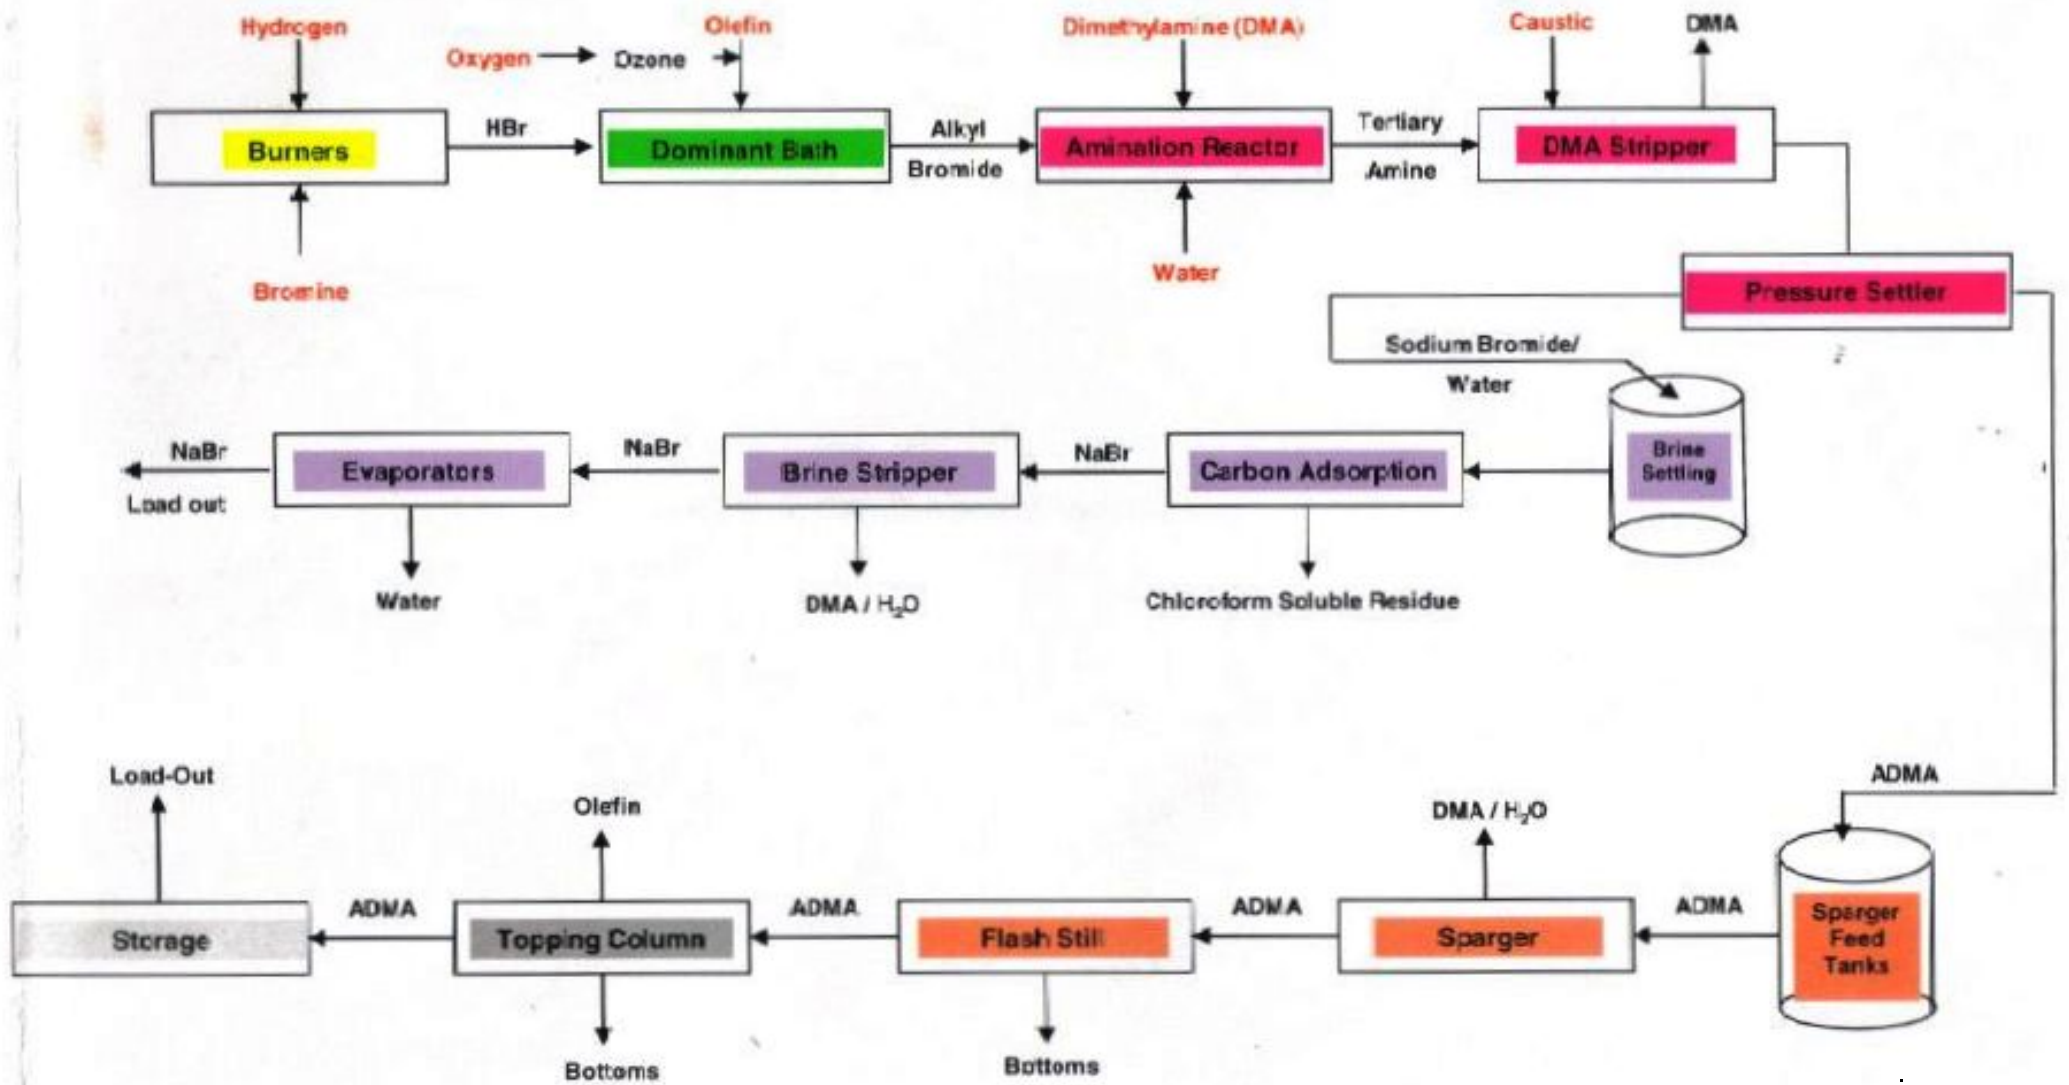 Hydrogen
Oxygen
Ozone
Olefin
Dimethylamine (DMA)
Caustic
DMA
Burners
HBr
Dominant Bath
Alkyl
Bromide
Amination Reactor
Tertiary
Amine
DMA Stripper
Bromine
Water
Pressure Settler
Sodium Bromide/
Water
Brine
Settling
Carbon Adsorption
NaBr
Brine Stripper
NaBr
Evaporators
NaBr
Load out
Water
DMA / H₂O
Chloroform Soluble Residue
ADMA
Sparger
Feed
Tanks
ADMA
DMA / H₂O
Sparger
ADMA
Flash Still
Bottoms
ADMA
Olefin
Topping Column
Bottoms
ADMA
Load-Out
Storage